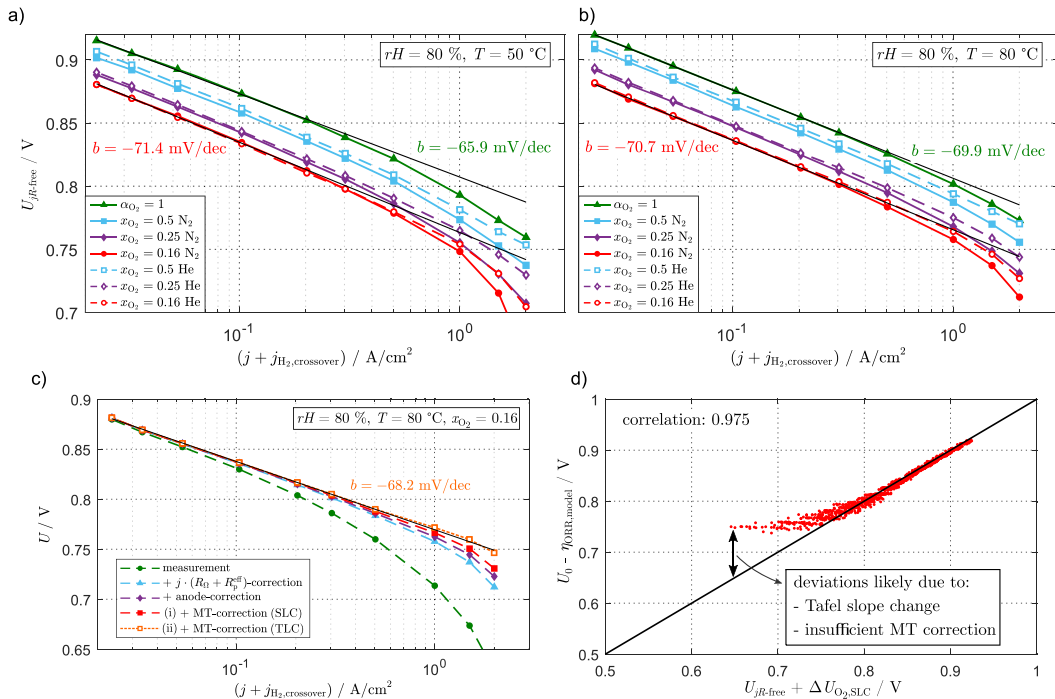 a)
rH = 80 %, T = 50 °C
b = −71.4 mV/dec
b = −65.9 mV/dec
α_O₂ = 1
x_O₂ = 0.5 N₂
x_O₂ = 0.25 N₂
x_O₂ = 0.16 N₂
x_O₂ = 0.5 He
x_O₂ = 0.25 He
x_O₂ = 0.16 He
0.9
0.85
0.8
0.75
0.7
U_jR-free / V
10⁻¹
10⁰
(j + j_H₂,crossover) / A/cm²
b)
rH = 80 %, T = 80 °C
b = −70.7 mV/dec
b = −69.9 mV/dec
α_O₂ = 1
x_O₂ = 0.5 N₂
x_O₂ = 0.25 N₂
x_O₂ = 0.16 N₂
x_O₂ = 0.5 He
x_O₂ = 0.25 He
x_O₂ = 0.16 He
10⁻¹
10⁰
(j + j_H₂,crossover) / A/cm²
c)
rH = 80 %, T = 80 °C, x_O₂ = 0.16
b = −68.2 mV/dec
measurement
+ j · (R_Ω + R_p^eff)-correction
+ anode-correction
(i) + MT-correction (SLC)
(ii) + MT-correction (TLC)
0.9
0.85
0.8
0.75
0.7
0.65
U / V
10⁻¹
10⁰
(j + j_H₂,crossover) / A/cm²
d)
correlation: 0.975
deviations likely due to:
- Tafel slope change
- insufficient MT correction
1
0.9
0.8
0.7
0.6
0.5
U₀ - η_ORR,model / V
0.5
0.6
0.7
0.8
0.9
1
U_jR-free + Δ U_O₂,SLC / V